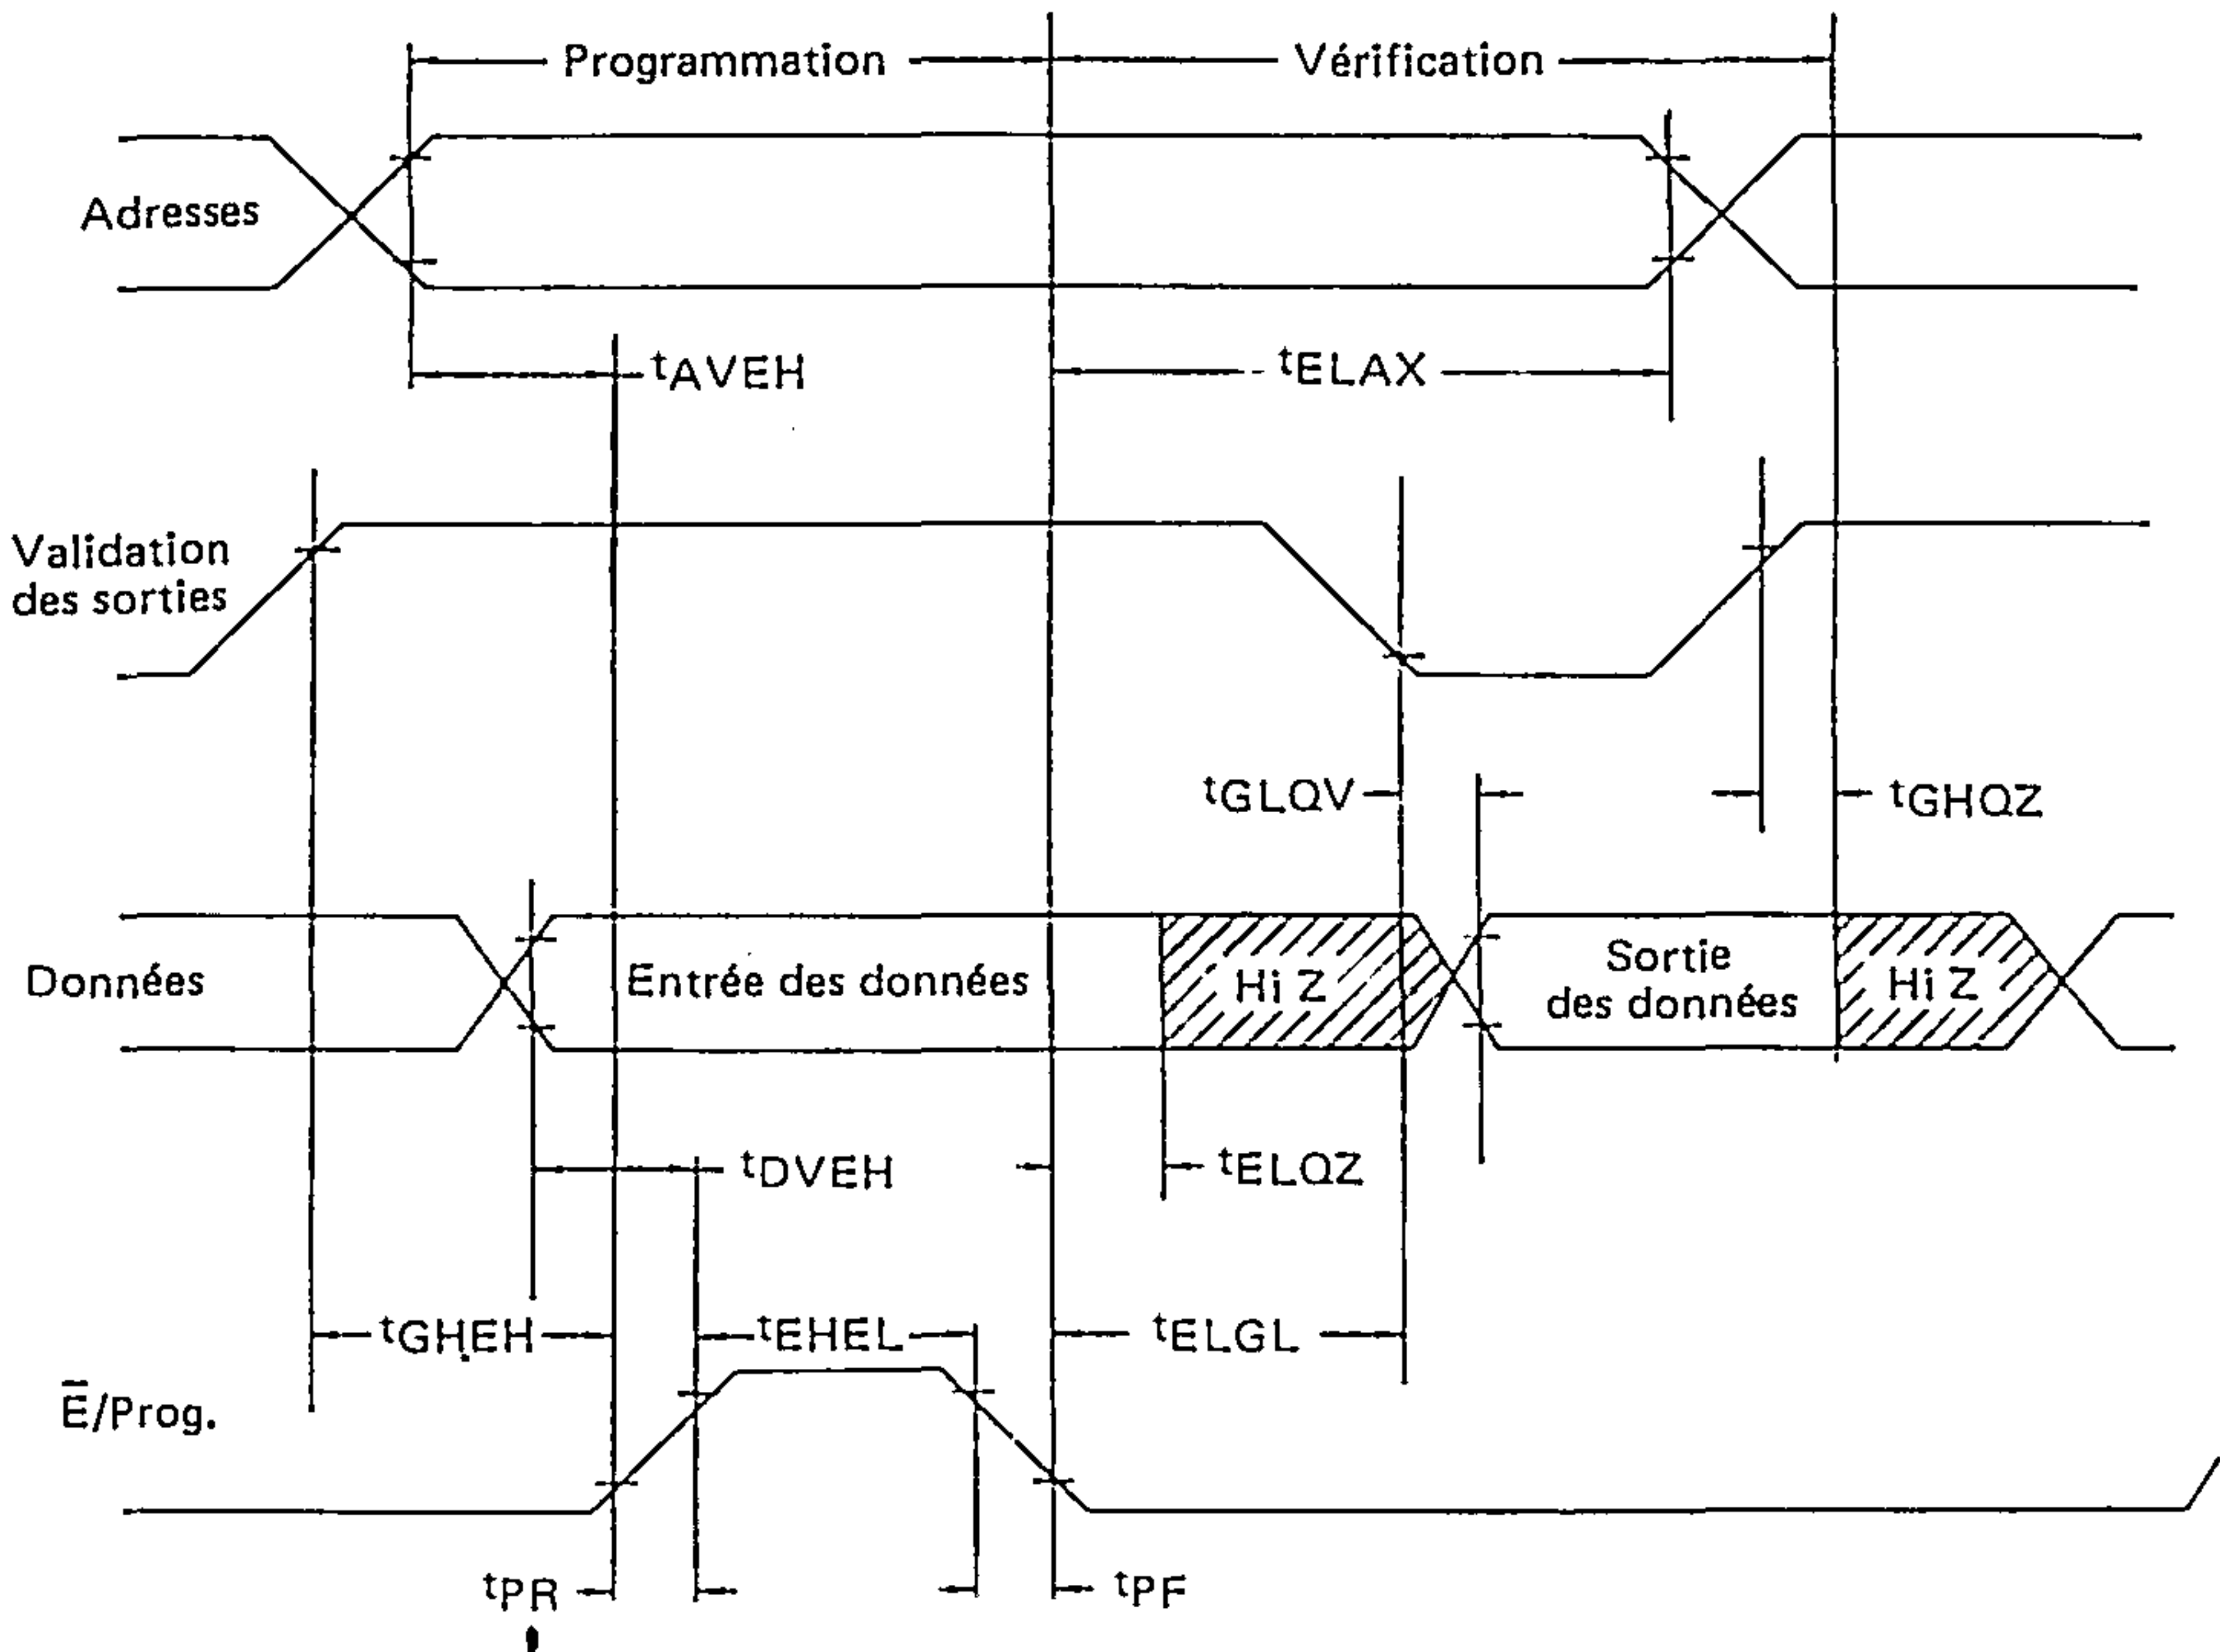 Programmation
Vérification
Adresses
tAVEH
tELAX
Validation
des sorties
tGLQV
tGHQZ
Données
Entrée des données
Hi Z
Sortie
des données
Hi Z
tDVEH
tELQZ
tGHEH
tEHEL
tELGL
E̅/Prog.
tPR
tPF